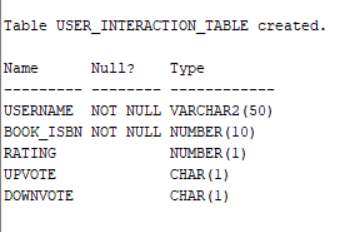 Table USER_INTERACTION_TABLE created.
Name Null? Type
--------- -------- ------------
USERNAME NOT NULL VARCHAR2(50)
BOOK_ISBN NOT NULL NUMBER(10)
RATING NUMBER(1)
UPVOTE CHAR(1)
DOWNVOTE CHAR(1)